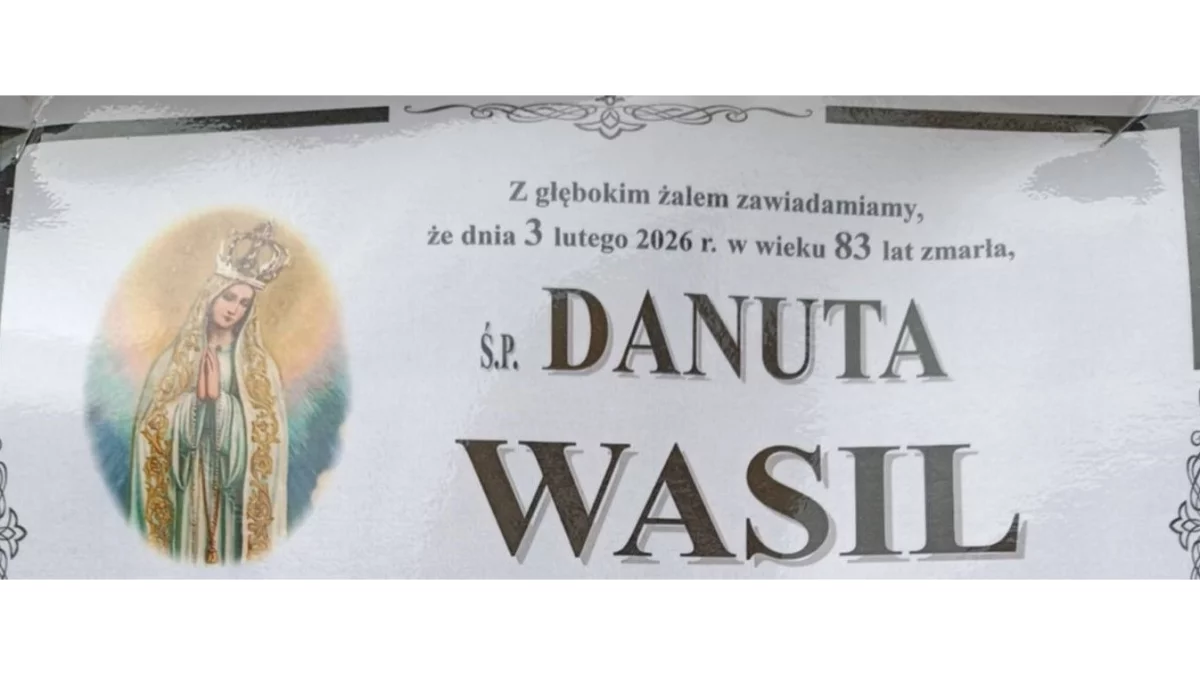 Z głębokim żalem zawiadamiamy,
że dnia 3 lutego 2026 r. w wieku 83 lat zmarła,
Ś.P. DANUTA
WASIL